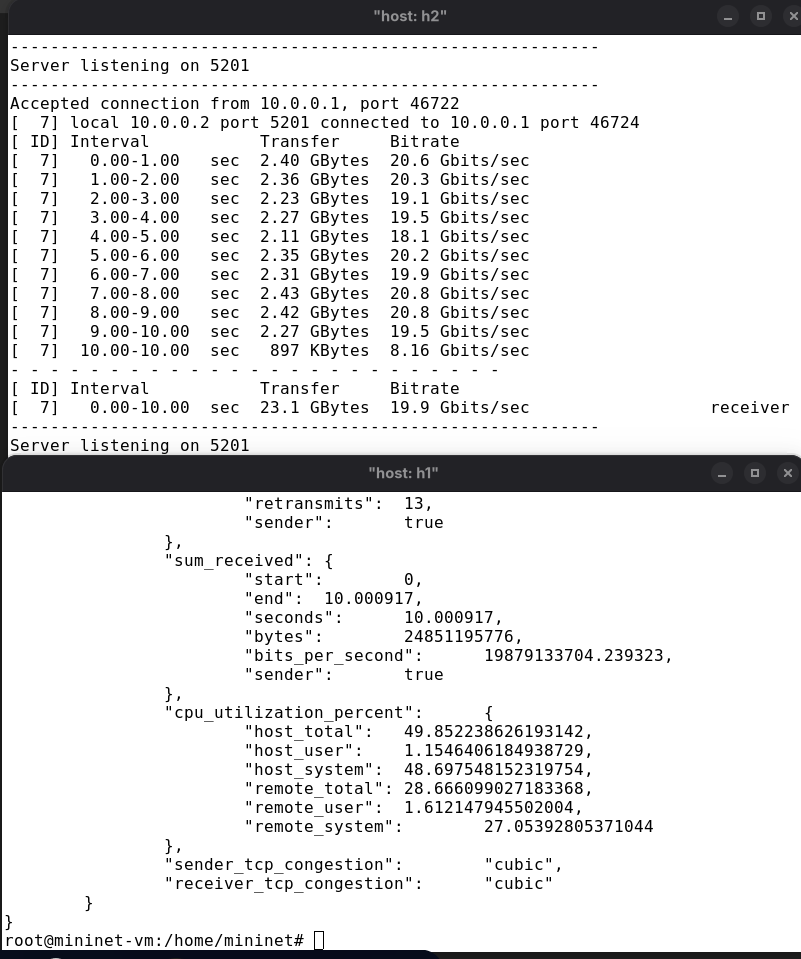 "host: h2"
-----------------------------------------------------------
Server listening on 5201
-----------------------------------------------------------
Accepted connection from 10.0.0.1, port 46722
[  7] local 10.0.0.2 port 5201 connected to 10.0.0.1 port 46724
[ ID] Interval           Transfer     Bitrate
[  7]   0.00-1.00   sec  2.40 GBytes  20.6 Gbits/sec
[  7]   1.00-2.00   sec  2.36 GBytes  20.3 Gbits/sec
[  7]   2.00-3.00   sec  2.23 GBytes  19.1 Gbits/sec
[  7]   3.00-4.00   sec  2.27 GBytes  19.5 Gbits/sec
[  7]   4.00-5.00   sec  2.11 GBytes  18.1 Gbits/sec
[  7]   5.00-6.00   sec  2.35 GBytes  20.2 Gbits/sec
[  7]   6.00-7.00   sec  2.31 GBytes  19.9 Gbits/sec
[  7]   7.00-8.00   sec  2.43 GBytes  20.8 Gbits/sec
[  7]   8.00-9.00   sec  2.42 GBytes  20.8 Gbits/sec
[  7]   9.00-10.00  sec  2.27 GBytes  19.5 Gbits/sec
[  7]  10.00-10.00  sec   897 KBytes  8.16 Gbits/sec
- - - - - - - - - - - - - - - - - - - - - - - - -
[ ID] Interval           Transfer     Bitrate
[  7]   0.00-10.00  sec  23.1 GBytes  19.9 Gbits/sec                  receiver
-----------------------------------------------------------
Server listening on 5201
"host: h1"
"retransmits":  13,
"sender":       true
},
"sum_received": {
"start":        0,
"end":  10.000917,
"seconds":      10.000917,
"bytes":        24851195776,
"bits_per_second":      19879133704.239323,
"sender":       true
},
"cpu_utilization_percent":      {
"host_total":   49.852238626193142,
"host_user":    1.1546406184938729,
"host_system":  48.697548152319754,
"remote_total": 28.666099027183368,
"remote_user":  1.612147945502004,
"remote_system":        27.05392805371044
},
"sender_tcp_congestion":        "cubic",
"receiver_tcp_congestion":      "cubic"
}
}
root@mininet-vm:/home/mininet#